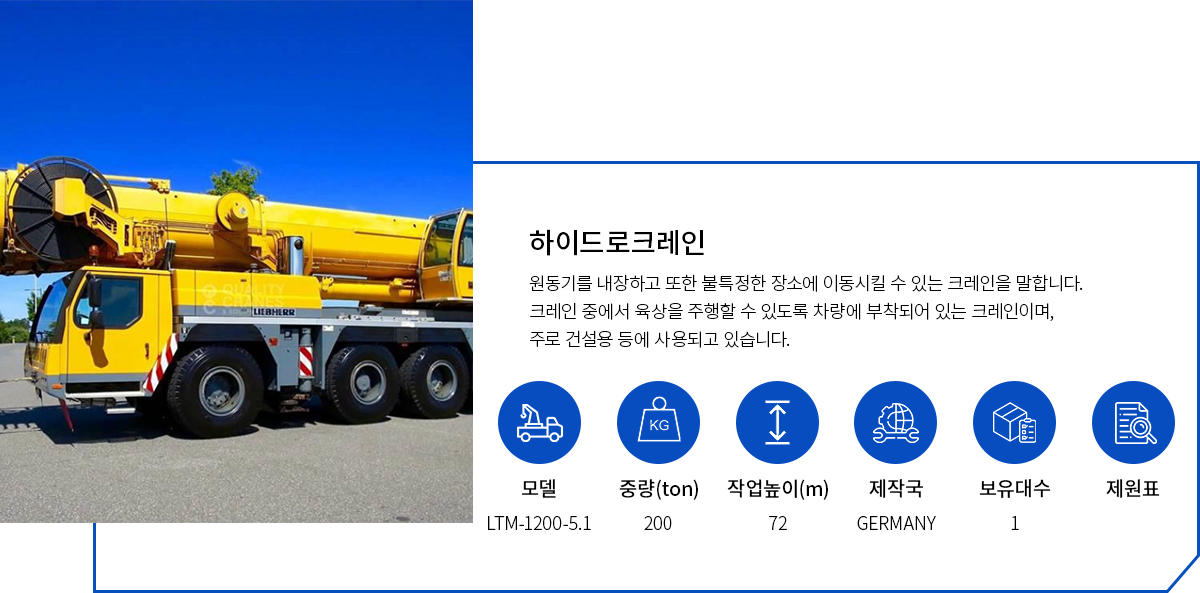 하이드로크레인
원동기를 내장하고 또한 불특정한 장소에 이동시킬 수 있는 크레인을 말합니다.
크레인 중에서 육상을 주행할 수 있도록 차량에 부착되어 있는 크레인이며,
주로 건설용 등에 사용되고 있습니다.
QUALITY
CRANES
LIEBHERR
KG
모델 중량(ton) 작업높이(m) 제작국 보유대수 제원표
LTM-1200-5.1 200 72 GERMANY 1